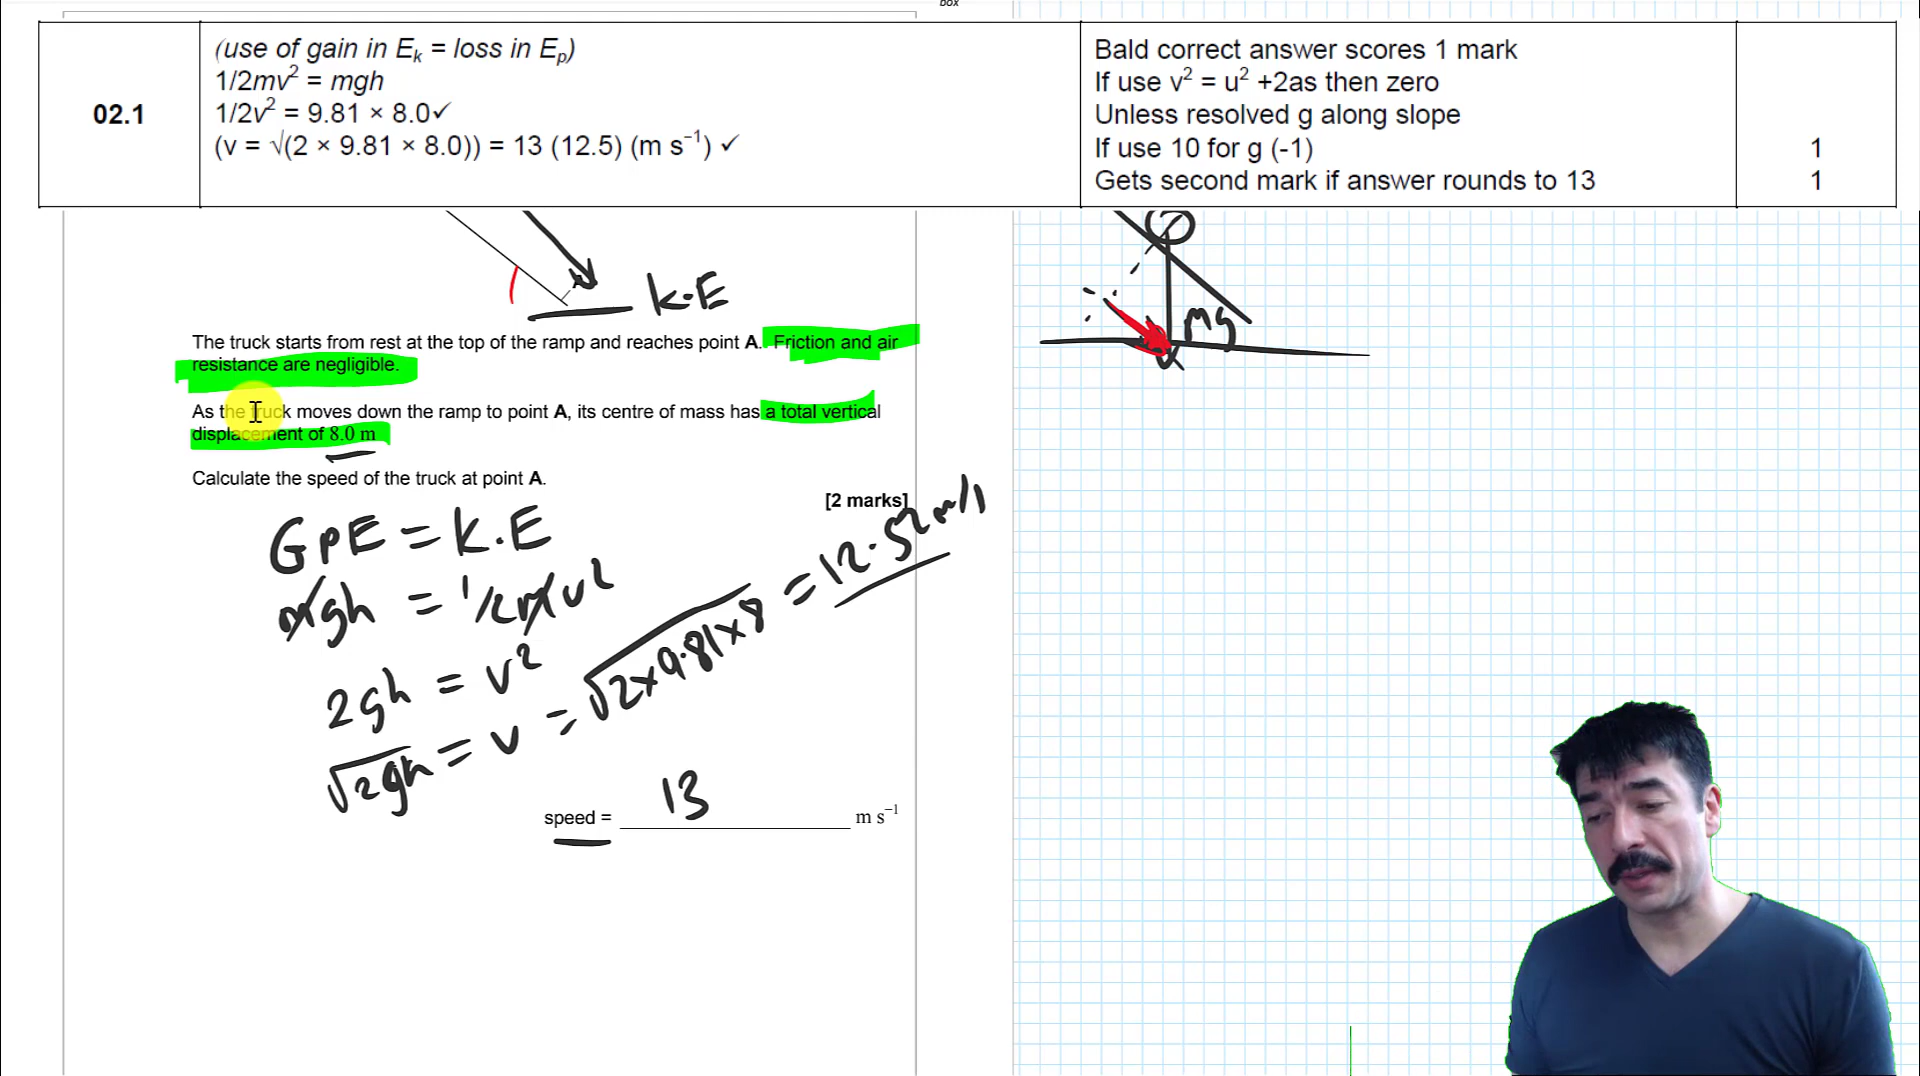 box
02.1
(use of gain in Eₖ = loss in Eₚ)
1/2mv² = mgh
1/2v² = 9.81 × 8.0✓
(v = √(2 × 9.81 × 8.0)) = 13 (12.5) (m s⁻¹) ✓
Bald correct answer scores 1 mark
If use v² = u² +2as then zero
Unless resolved g along slope
If use 10 for g (-1)
Gets second mark if answer rounds to 13
1
1
K.E
mg
The truck starts from rest at the top of the ramp and reaches point A. Friction and air
resistance are negligible.
As the truck moves down the ramp to point A, its centre of mass has a total vertical
displacement of 8.0 m
Calculate the speed of the truck at point A.
[2 marks]
GPE = K.E
mgh = 1/2mv²
2gh = v²
√2gh = v = √2×9.81×8 = 12.52 m/s
speed = 13 m s⁻¹